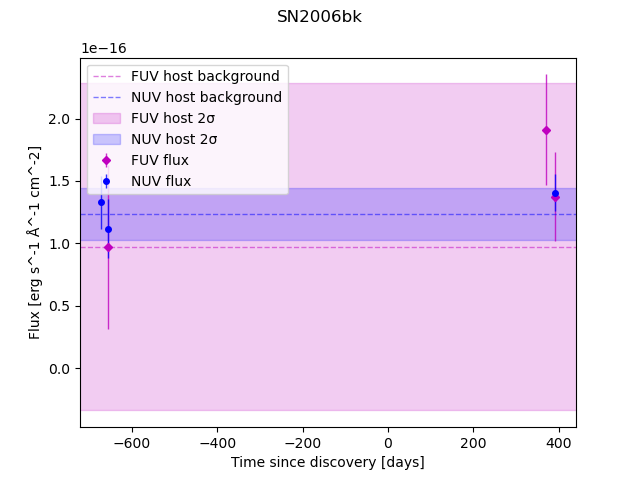 SN2006bk
1e−16
FUV host background
NUV host background
FUV host 2σ
NUV host 2σ
FUV flux
NUV flux
2.0
1.5
1.0
0.5
0.0
Flux [erg s^-1 Å^-1 cm^-2]
−600
−400
−200
0
200
400
Time since discovery [days]